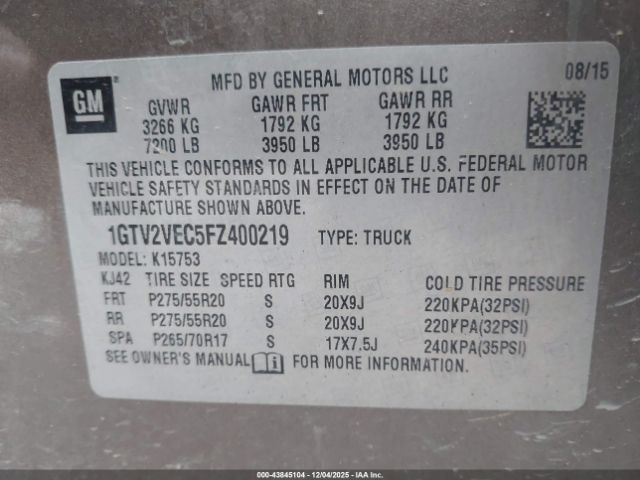 GM
MFD BY GENERAL MOTORS LLC 08/15
GVWR GAWR FRT GAWR RR
3266 KG 1792 KG 1792 KG
7200 LB 3950 LB 3950 LB
THIS VEHICLE CONFORMS TO ALL APPLICABLE U.S. FEDERAL MOTOR
VEHICLE SAFETY STANDARDS IN EFFECT ON THE DATE OF
MANUFACTURE SHOWN ABOVE.
1GTV2VEC5FZ400219 TYPE: TRUCK
MODEL: K15753
KJ42 TIRE SIZE SPEED RTG RIM COLD TIRE PRESSURE
FRT P275/55R20 S 20X9J 220KPA(32PSI)
RR P275/55R20 S 20X9J 220KPA(32PSI)
SPA P265/70R17 S 17X7.5J 240KPA(35PSI)
SEE OWNER'S MANUAL FOR MORE INFORMATION.
000-43845104 - 12/04/2025 - IAA Inc.